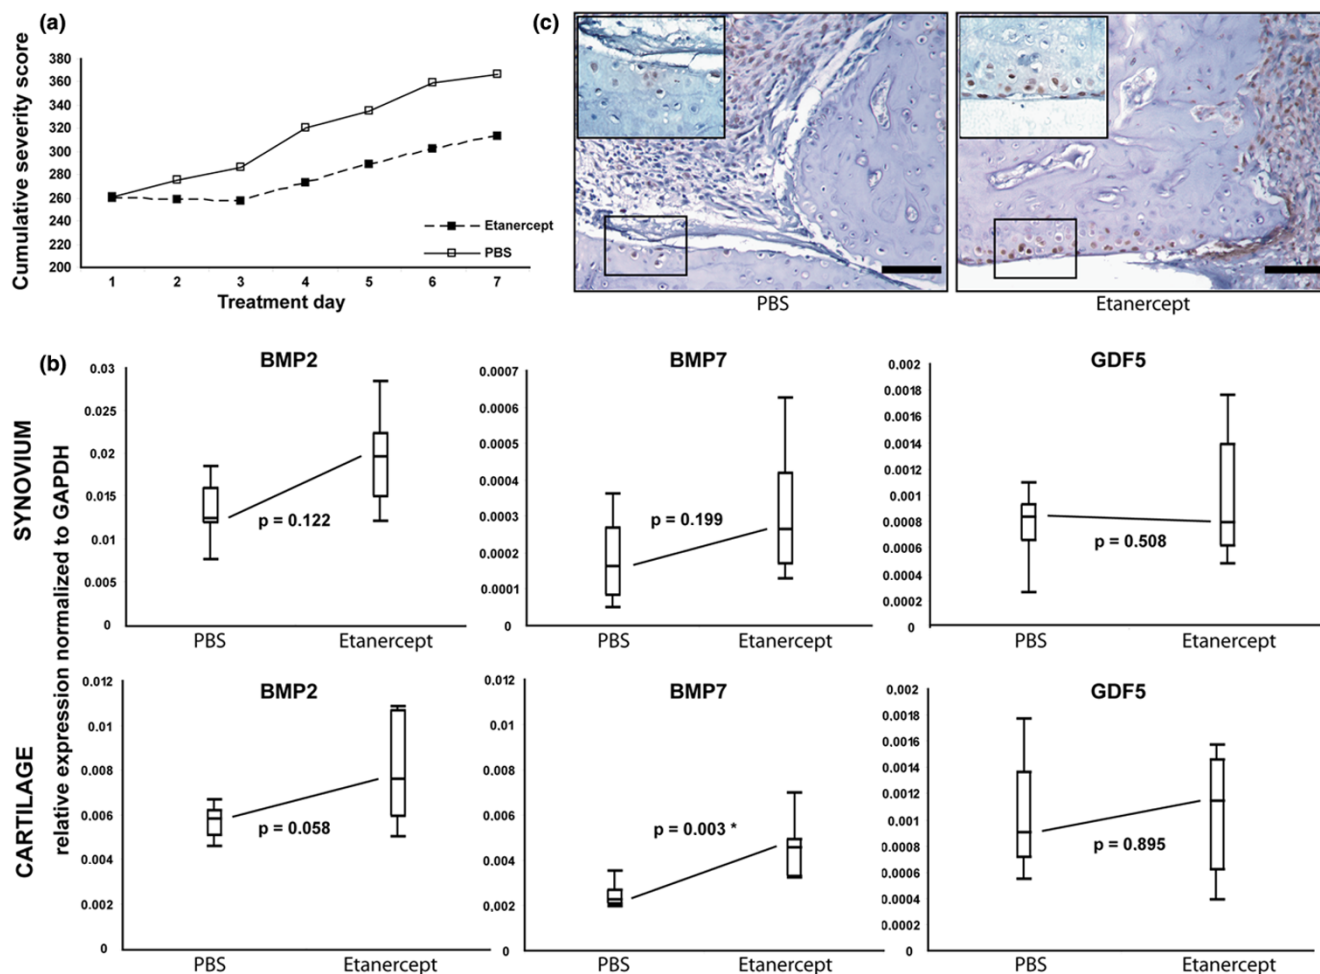 (a)
Cumulative severity score
380
360
340
320
300
280
260
240
220
200
1 2 3 4 5 6 7
Treatment day
Etanercept
PBS
(c)
PBS
Etanercept
(b)
SYNOVIUM
CARTILAGE
relative expression normalized to GAPDH
BMP2
0.03
0.025
0.02
0.015
0.01
0.005
0
p = 0.122
PBS Etanercept
BMP7
0.0007
0.0006
0.0005
0.0004
0.0003
0.0002
0.0001
0
p = 0.199
PBS Etanercept
GDF5
0.002
0.0018
0.0016
0.0014
0.0012
0.001
0.0008
0.0006
0.0004
0.0002
0
p = 0.508
PBS Etanercept
BMP2
0.012
0.01
0.008
0.006
0.004
0.002
0
p = 0.058
PBS Etanercept
BMP7
0.012
0.01
0.008
0.006
0.004
0,002
0
p = 0.003 *
PBS Etanercept
GDF5
0.002
0.0018
0.0016
0.0014
0.0012
0.001
0.0008
0.0006
0.0004
0.0002
0
p = 0.895
PBS Etanercept